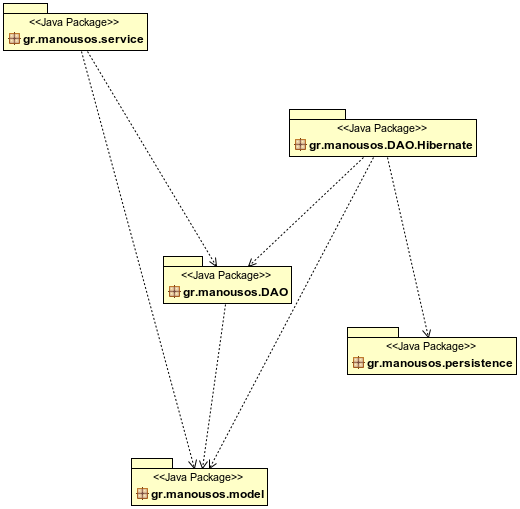 <<Java Package>>
gr.manousos.service
<<Java Package>>
gr.manousos.DAO.Hibernate
<<Java Package>>
gr.manousos.DAO
<<Java Package>>
gr.manousos.persistence
<<Java Package>>
gr.manousos.model